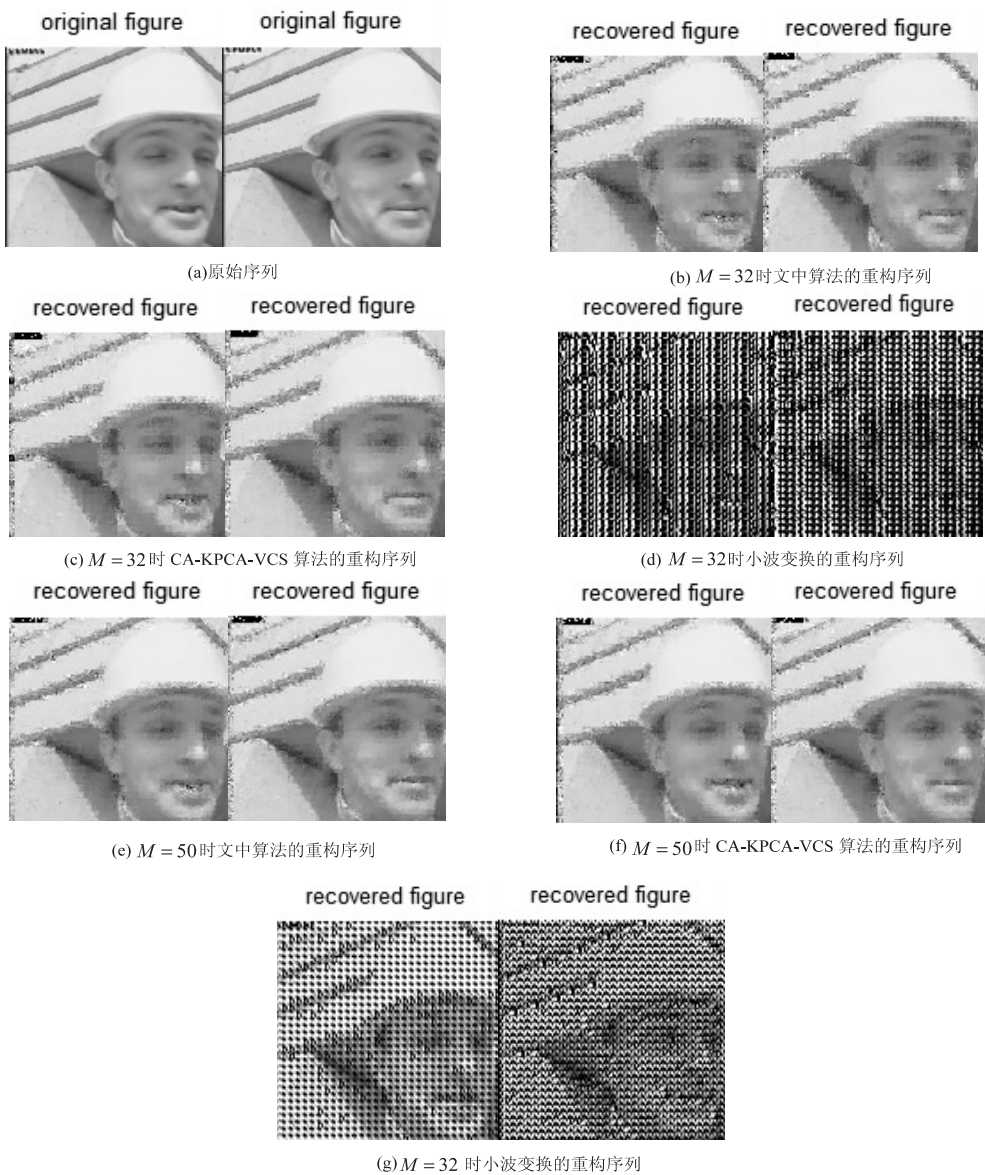 original figure original figure
recovered figure recovered figure
(a)原始序列
(b) M = 32时文中算法的重构序列
recovered figure recovered figure
recovered figure recovered figure
(c) M = 32时 CA-KPCA-VCS 算法的重构序列
(d) M = 32时小波变换的重构序列
recovered figure recovered figure
recovered figure recovered figure
(e) M = 50时文中算法的重构序列
(f) M = 50时 CA-KPCA-VCS 算法的重构序列
recovered figure recovered figure
(g) M = 32 时小波变换的重构序列